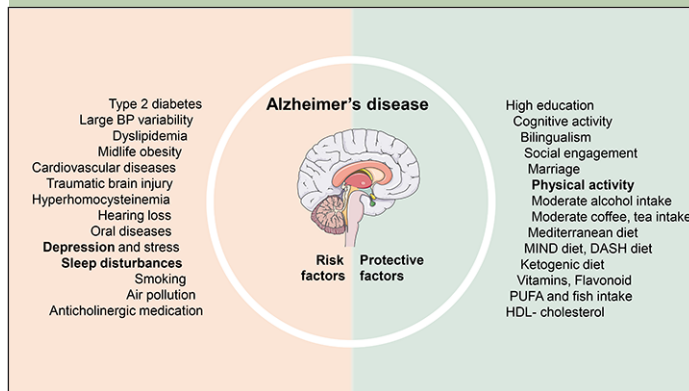 Alzheimer's disease
Type 2 diabetes
Large BP variability
Dyslipidemia
Midlife obesity
Cardiovascular diseases
Traumatic brain injury
Hyperhomocysteinemia
Hearing loss
Oral diseases
Depression and stress
Sleep disturbances
Smoking
Air pollution
Anticholinergic medication
Risk
factors
Protective
factors
High education
Cognitive activity
Bilingualism
Social engagement
Marriage
Physical activity
Moderate alcohol intake
Moderate coffee, tea intake
Mediterranean diet
MIND diet, DASH diet
Ketogenic diet
Vitamins, Flavonoid
PUFA and fish intake
HDL- cholesterol